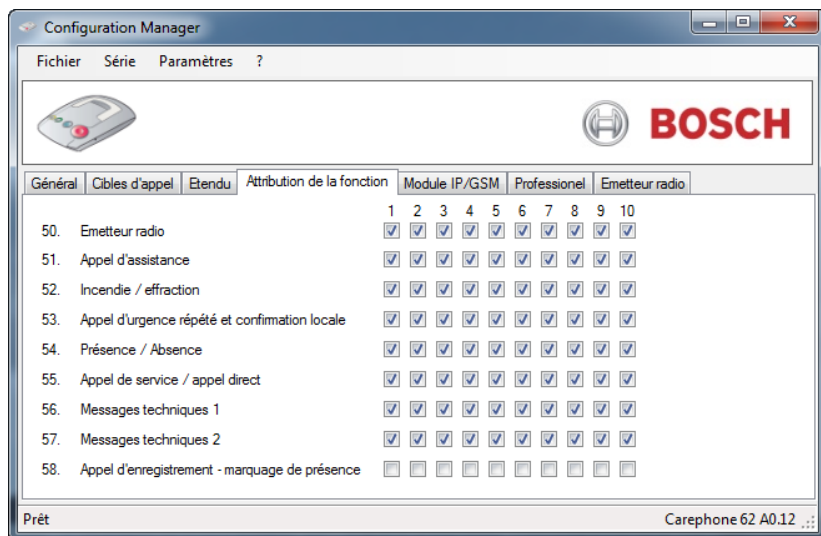 Configuration Manager
Fichier Série Paramètres ?
BOSCH
Général Cibles d'appel Etendu Attribution de la fonction Module IP/GSM Professionel Emetteur radio
1 2 3 4 5 6 7 8 9 10
50. Emetteur radio
51. Appel d'assistance
52. Incendie / effraction
53. Appel d'urgence répété et confirmation locale
54. Présence / Absence
55. Appel de service / appel direct
56. Messages techniques 1
57. Messages techniques 2
58. Appel d'enregistrement - marquage de présence
Prêt Carephone 62 A0.12